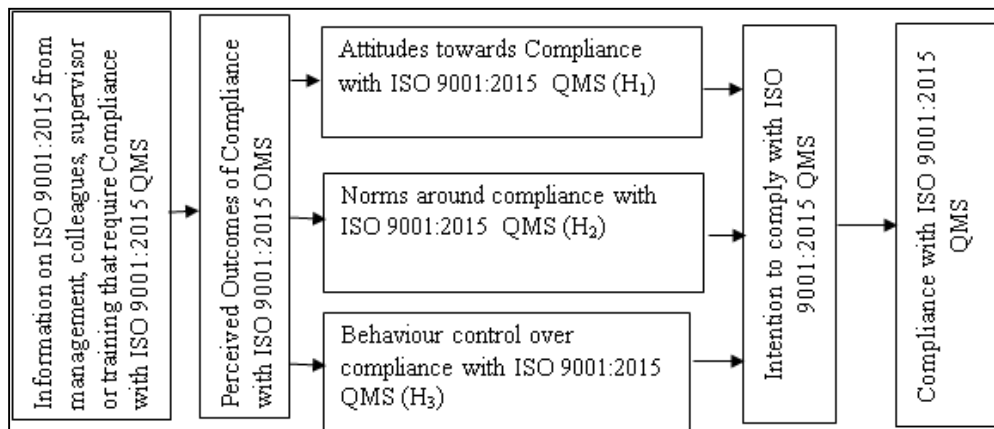 Information on ISO 9001:2015 from
management, colleagues, supervisor
or training that require Compliance
with ISO 9001:2015 QMS
Perceived Outcomes of Compliance
with ISO 9001:2015 QMS
Attitudes towards Compliance
with ISO 9001:2015 QMS (H₁)
Norms around compliance with
ISO 9001:2015 QMS (H₂)
Behaviour control over
compliance with ISO 9001:2015
QMS (H₃)
Intention to comply with ISO
9001:2015 QMS
Compliance with ISO 9001:2015
QMS